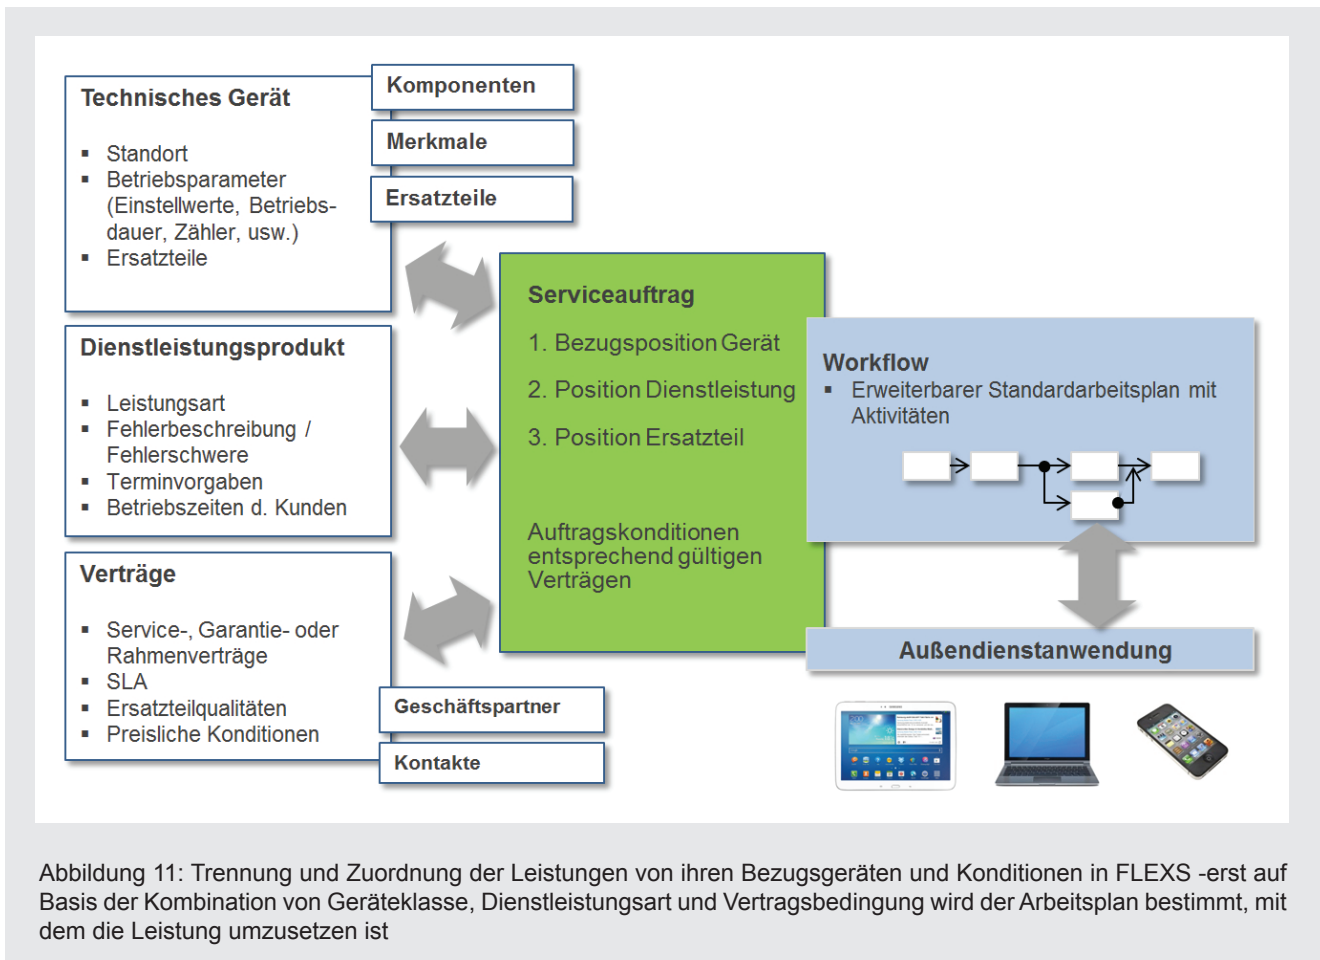 Technisches Gerät
▪ Standort
▪ Betriebsparameter
(Einstellwerte, Betriebs-
dauer, Zähler, usw.)
▪ Ersatzteile
Komponenten
Merkmale
Ersatzteile
Dienstleistungsprodukt
▪ Leistungsart
▪ Fehlerbeschreibung /
Fehlerschwere
▪ Terminvorgaben
▪ Betriebszeiten d. Kunden
Verträge
▪ Service-, Garantie- oder
Rahmenverträge
▪ SLA
▪ Ersatzteilqualitäten
▪ Preisliche Konditionen
Geschäftspartner
Kontakte
Serviceauftrag
1. Bezugsposition Gerät
2. Position Dienstleistung
3. Position Ersatzteil
Auftragskonditionen
entsprechend gültigen
Verträgen
Workflow
▪ Erweiterbarer Standardarbeitsplan mit
Aktivitäten
Außendienstanwendung
Abbildung 11: Trennung und Zuordnung der Leistungen von ihren Bezugsgeräten und Konditionen in FLEXS -erst auf
Basis der Kombination von Geräteklasse, Dienstleistungsart und Vertragsbedingung wird der Arbeitsplan bestimmt, mit
dem die Leistung umzusetzen ist